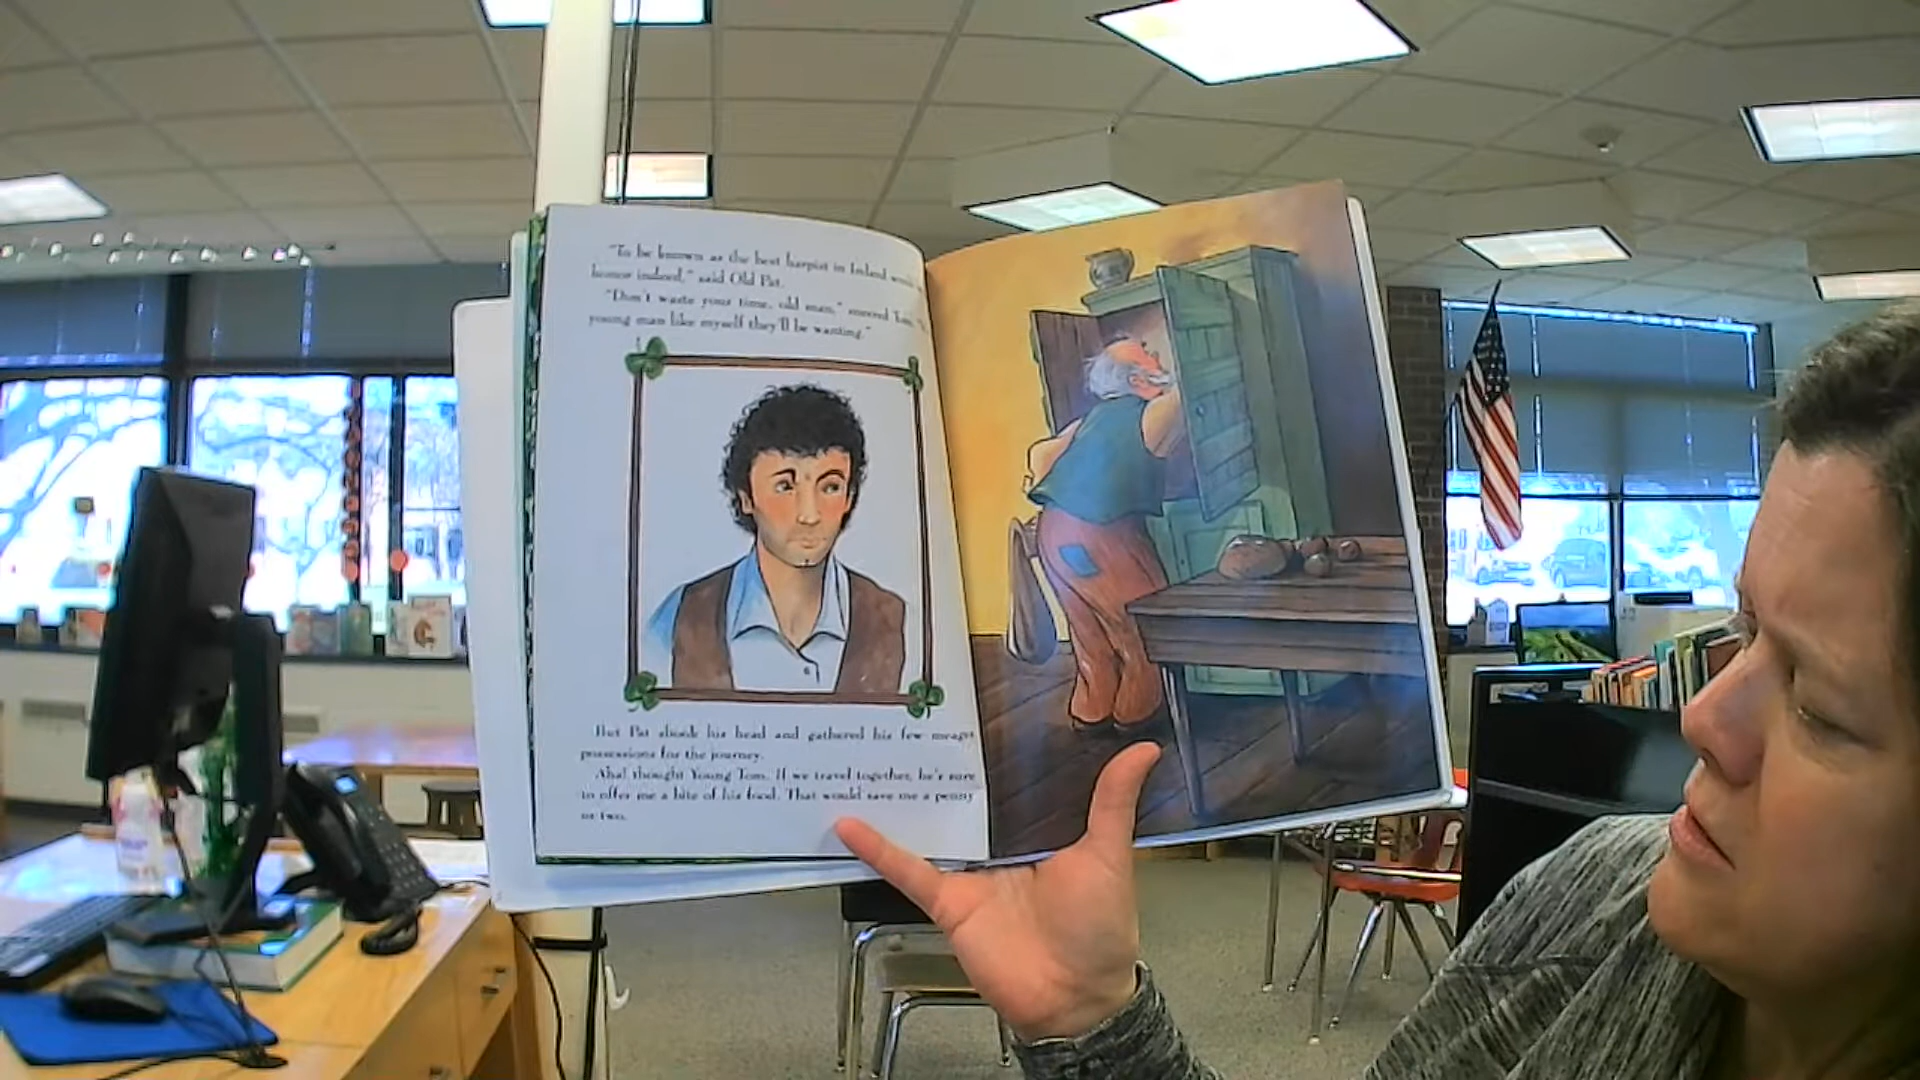 "To be known as the best harpist in Ireland would
honor indeed," said Old Pat.
"Don't waste your time, old man," sneered Tom.
young man like myself they'll be wanting."
6
But Pat shook his head and gathered his few meager
possessions for the journey.
Aha! thought Young Tom. If we travel together, he's sure
to offer me a bite of his food. That would save me a penny
or two.